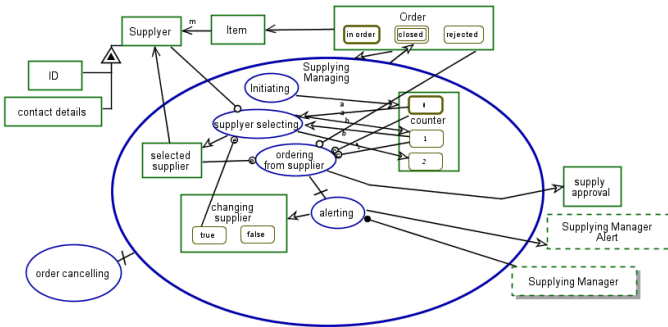 Order
in order
closed
rejected
m
Supplyer
Item
ID
contact details
Supplying
Managing
Initiating
a
a
b
b
supplyer selecting
counter
1
2
ordering
from supplier
selected
supplier
changing
supplier
true
false
alerting
supply
approval
Supplying Manager
Alert
Supplying Manager
order cancelling